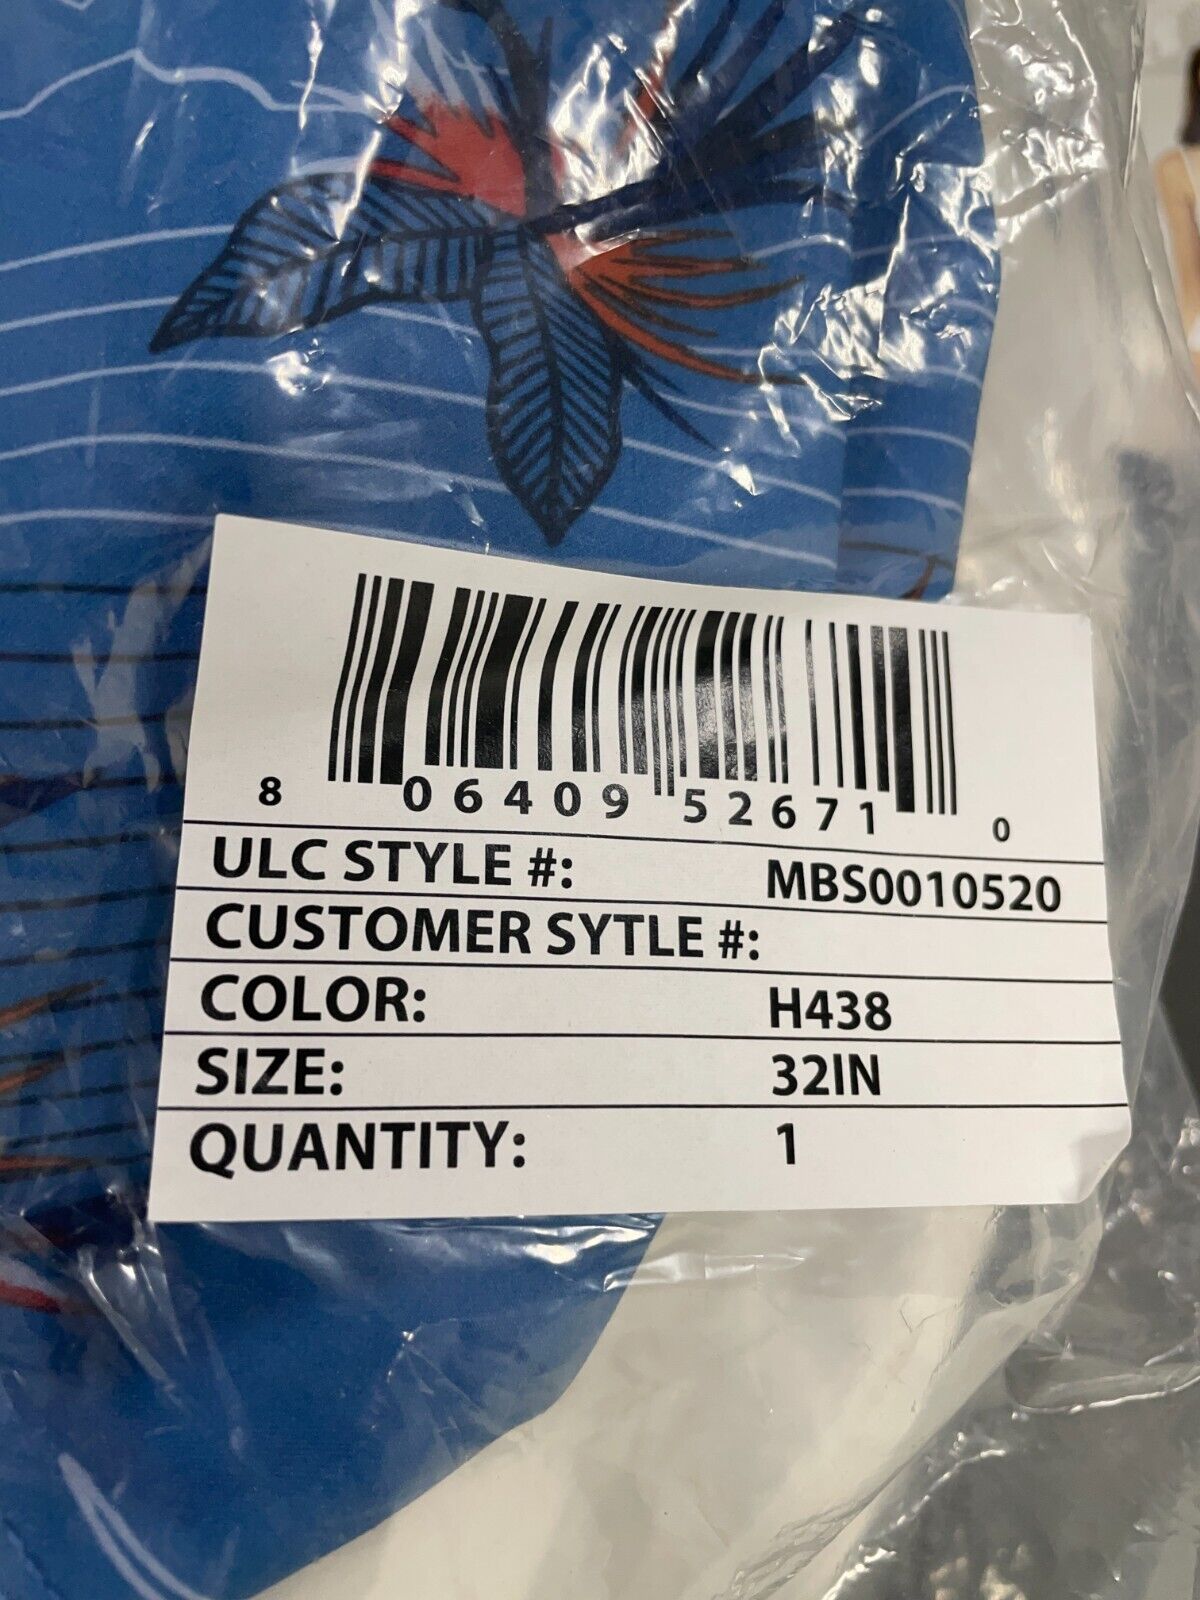 8 06409 52671 0
ULC STYLE #: MBS0010520
CUSTOMER SYTLE #:
COLOR: H438
SIZE: 32IN
QUANTITY: 1